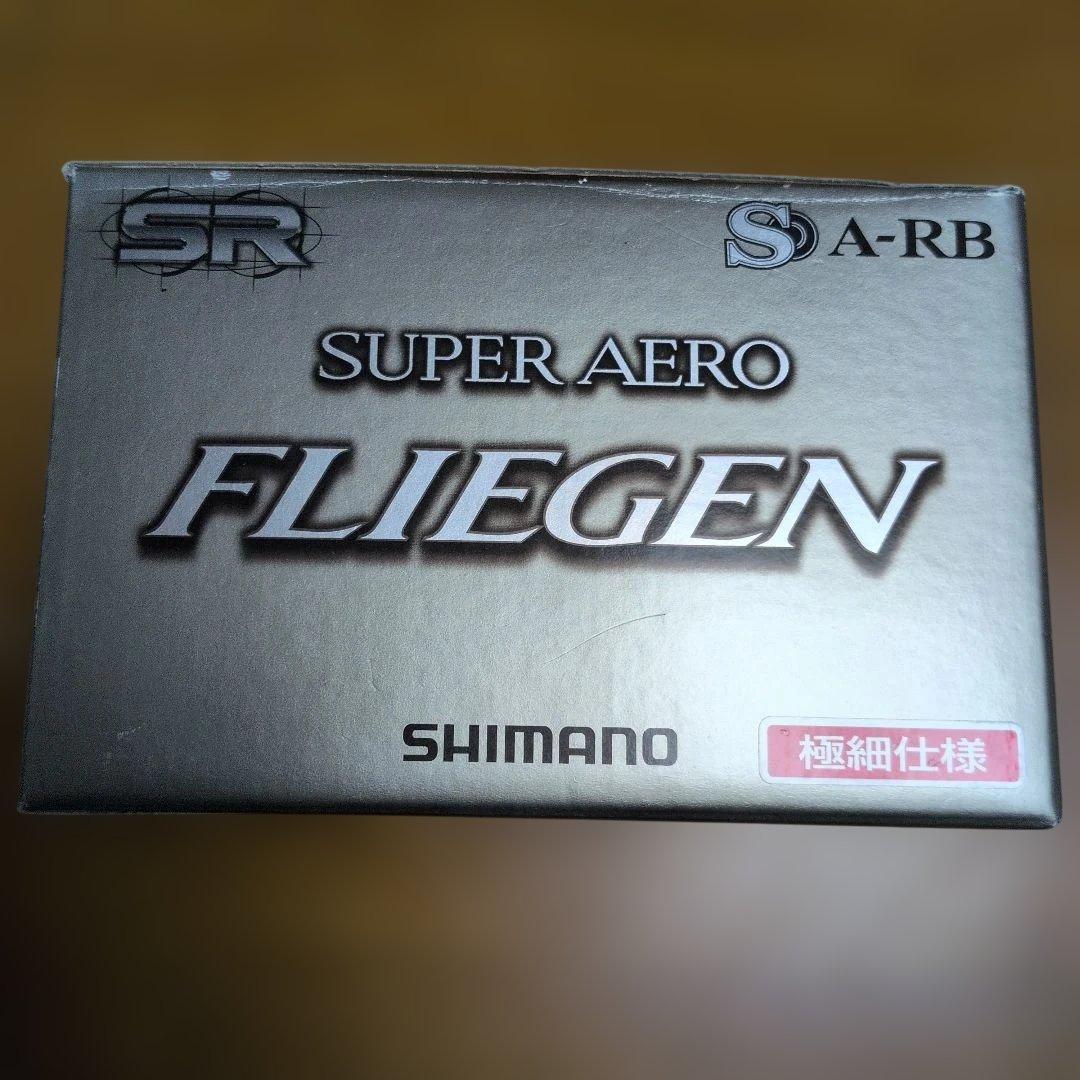 SR
S A-RB
SUPER AERO
FLIEGEN
SHIMANO
極細仕様